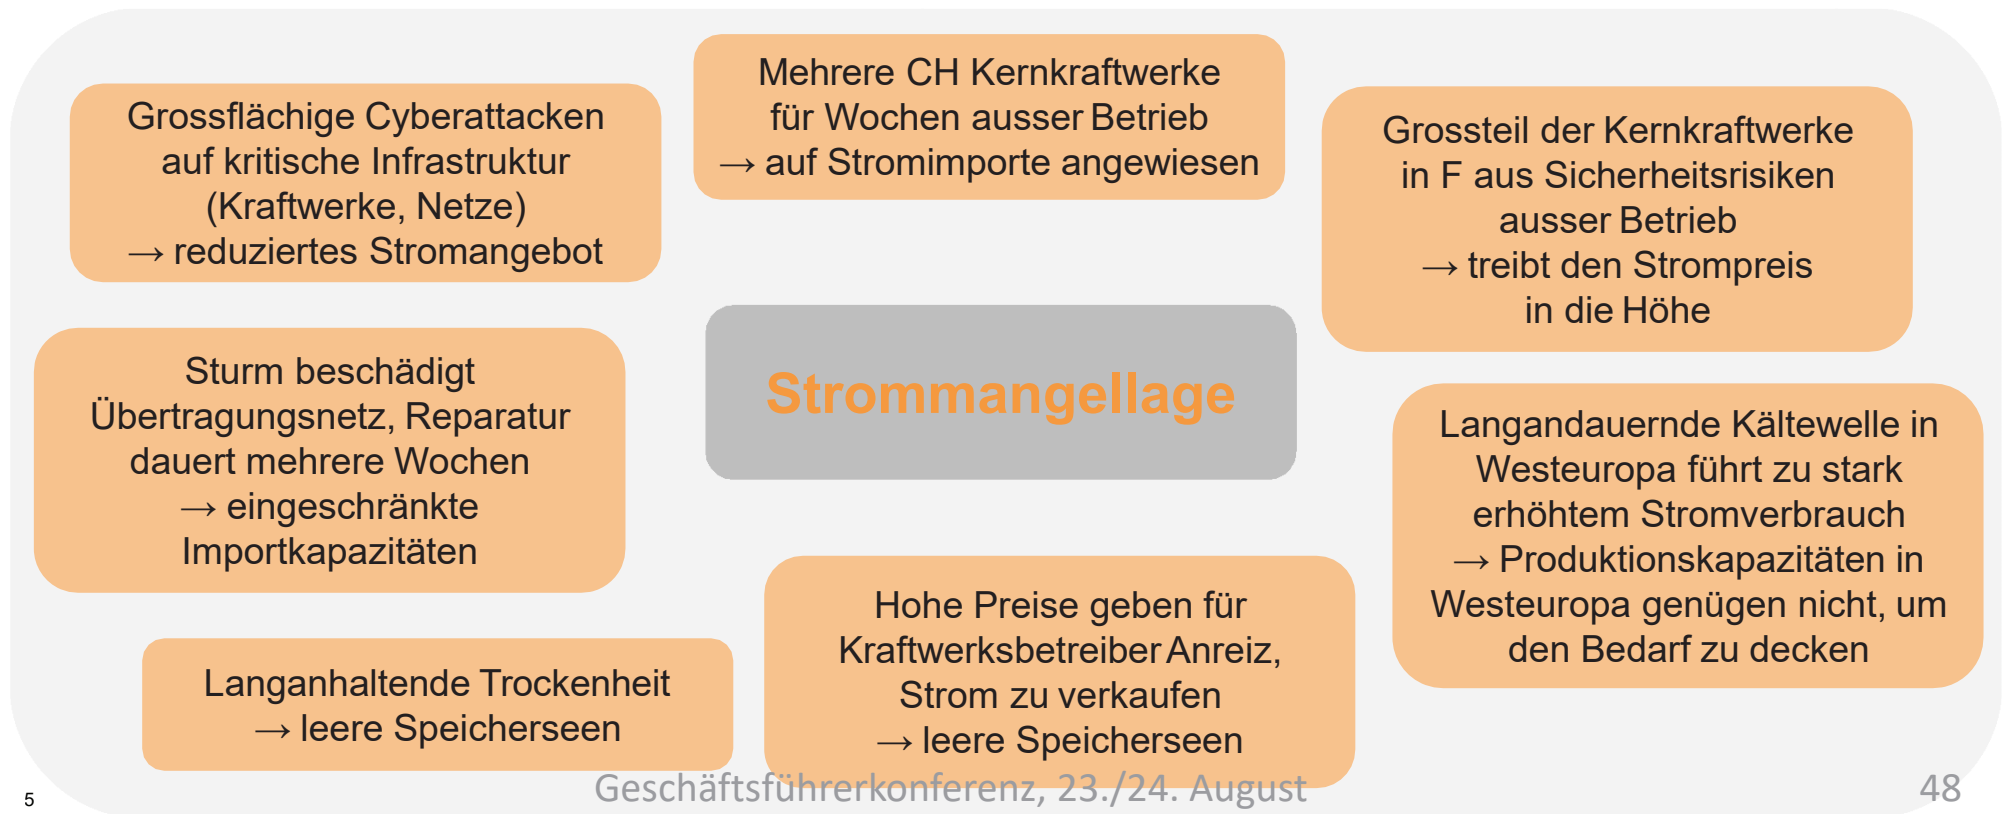 Mehrere CH Kernkraftwerke
für Wochen ausser Betrieb
→ auf Stromimporte angewiesen
Grossflächige Cyberattacken
auf kritische Infrastruktur
(Kraftwerke, Netze)
→ reduziertes Stromangebot
Grossteil der Kernkraftwerke
in F aus Sicherheitsrisiken
ausser Betrieb
→ treibt den Strompreis
in die Höhe
Sturm beschädigt
Übertragungsnetz, Reparatur
dauert mehrere Wochen
→ eingeschränkte
Importkapazitäten
Strommangellage
Langandauernde Kältewelle in
Westeuropa führt zu stark
erhöhtem Stromverbrauch
→ Produktionskapazitäten in
Westeuropa genügen nicht, um
den Bedarf zu decken
Langanhaltende Trockenheit
→ leere Speicherseen
Hohe Preise geben für
Kraftwerksbetreiber Anreiz,
Strom zu verkaufen
→ leere Speicherseen
5
Geschäftsführerkonferenz, 23./24. August
48